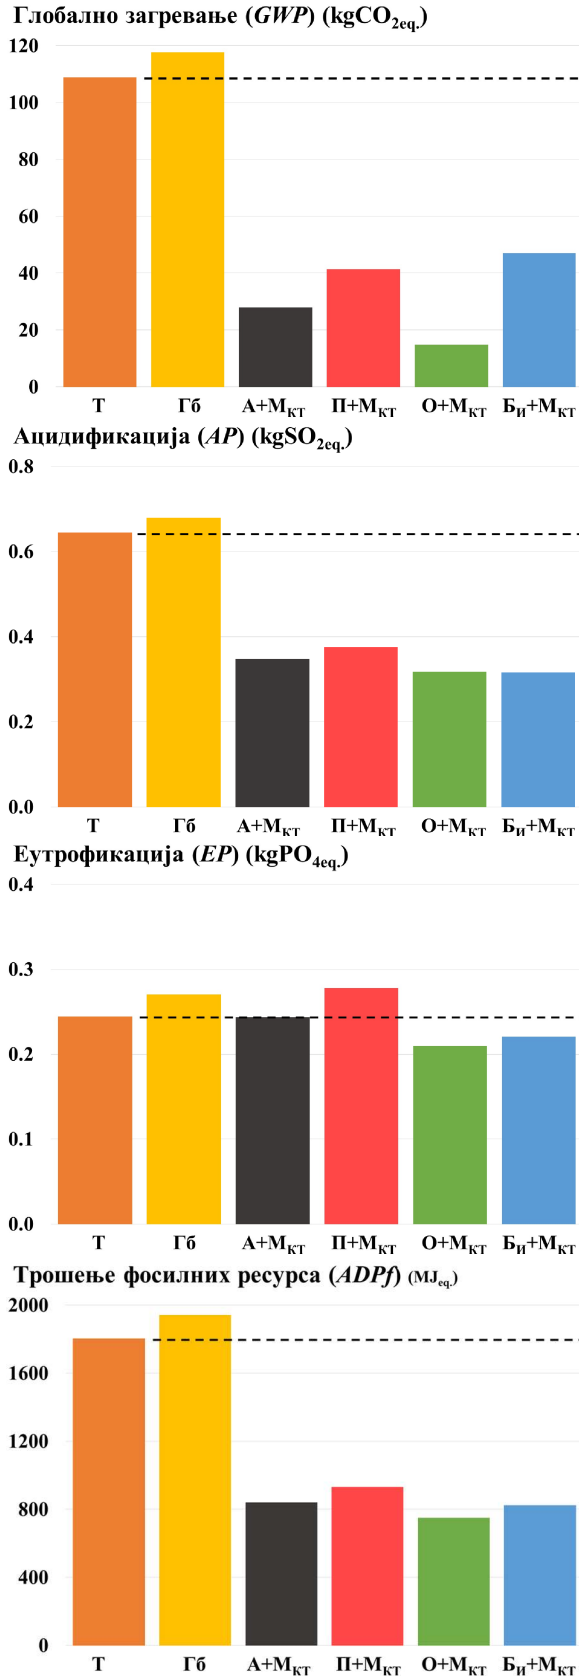 Глобално загревање (GWP) (kgCO2eq.)
120
100
80
60
40
20
0
Т Гб А+МКТ П+МКТ О+МКТ БИ+МКТ
Ацидификација (AP) (kgSO2eq.)
0.8
0.6
0.4
0.2
0.0
Т Гб А+МКТ П+МКТ О+МКТ БИ+МКТ
Еутрофикација (EP) (kgPO4eq.)
0.4
0.3
0.2
0.1
0.0
Т Гб А+МКТ П+МКТ О+МКТ БИ+МКТ
Трошење фосилних ресурса (ADPf) (MJeq.)
2000
1600
1200
800
400
0
Т Гб А+МКТ П+МКТ О+МКТ БИ+МКТ